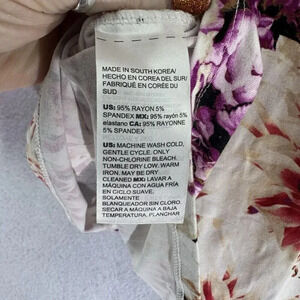 MADE IN SOUTH KOREA/
HECHO EN COREA DEL SUR/
FABRIQUÉ EN CORÉE DU
SUD
US: 95% RAYON 5%
SPANDEX MX: 95% rayón 5%
elastano CA: 95% RAYONNE
5% SPANDEX
US: MACHINE WASH COLD,
GENTLE CYCLE. ONLY
NON-CHLORINE BLEACH.
TUMBLE DRY LOW. WARM
IRON. MAY BE DRY
CLEANED MX: LAVAR A
MÁQUINA CON AGUA FRÍA
EN CICLO SUAVE.
SOLAMENTE
BLANQUEADOR SIN CLORO.
SECAR A MÁQUINA A BAJA
TEMPERATURA. PLANCHAR